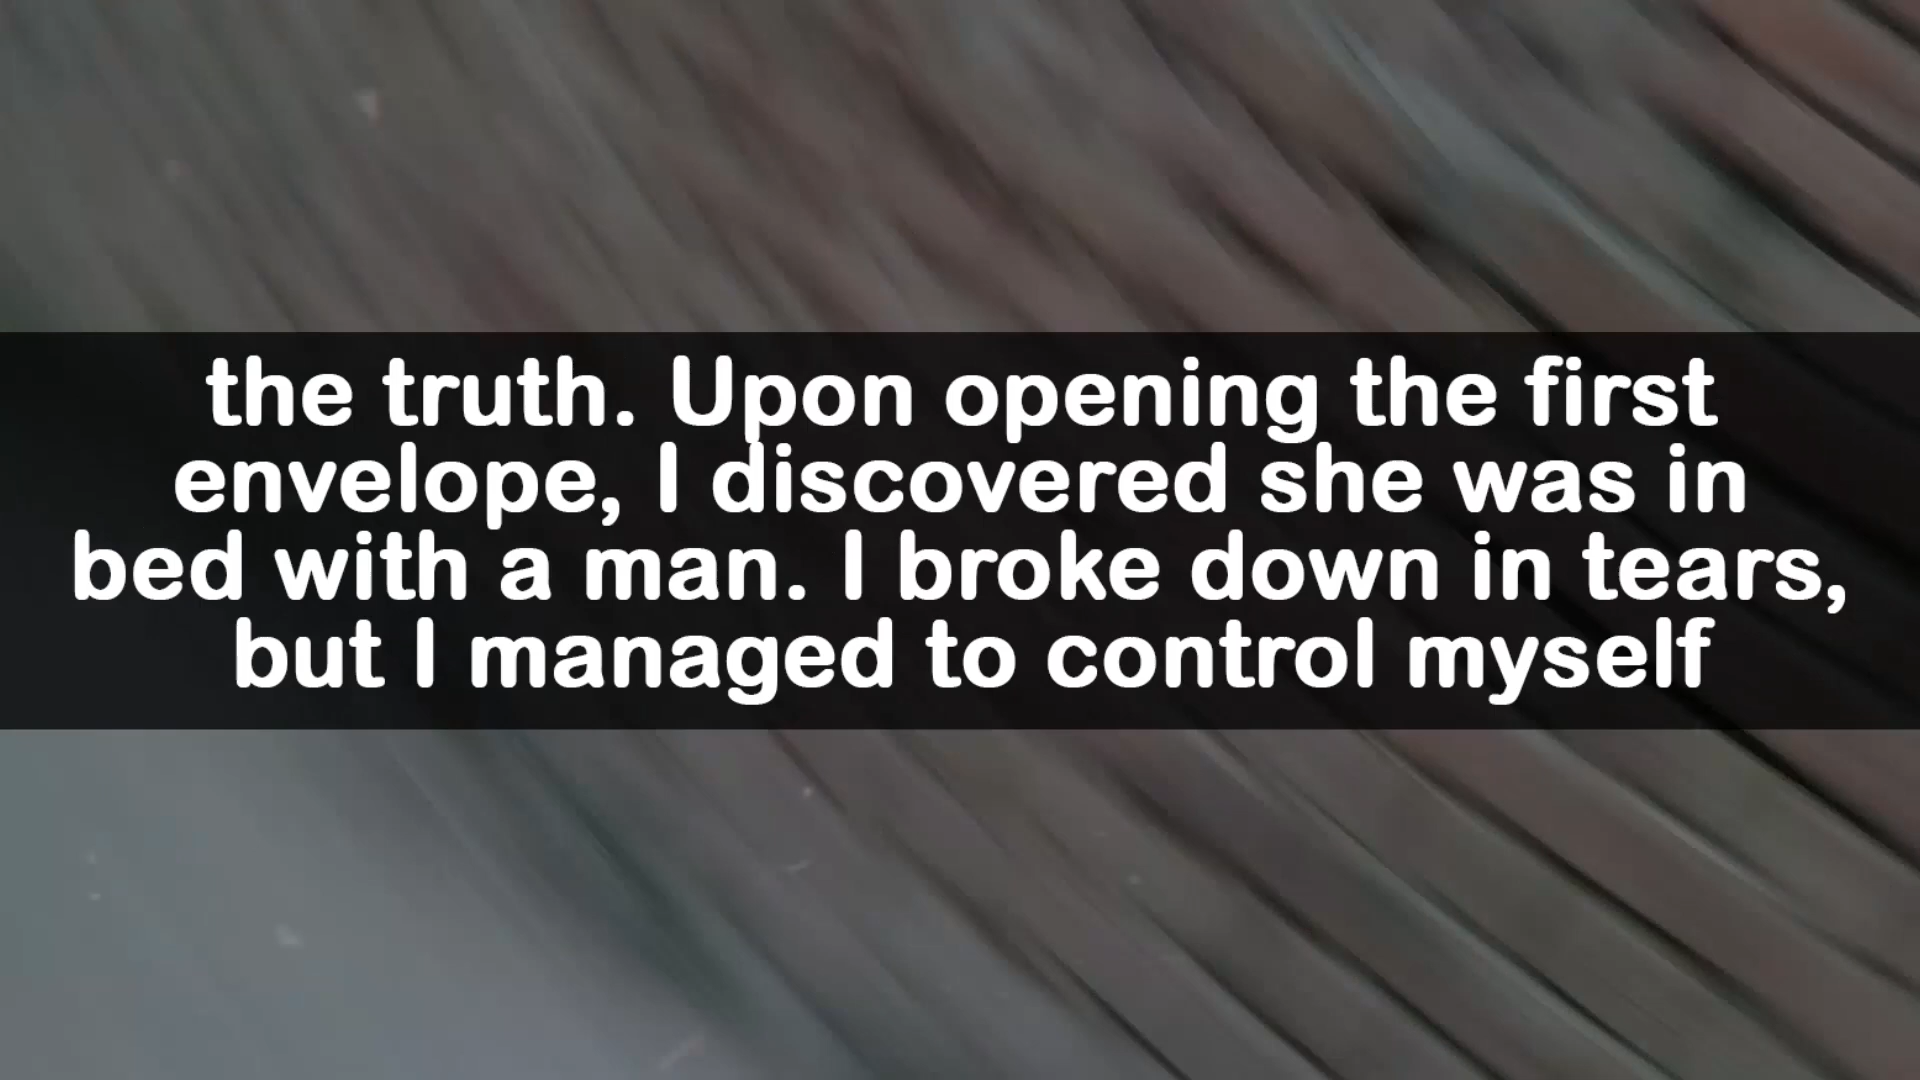 the truth. Upon opening the first
envelope, I discovered she was in
bed with a man. I broke down in tears,
but I managed to control myself